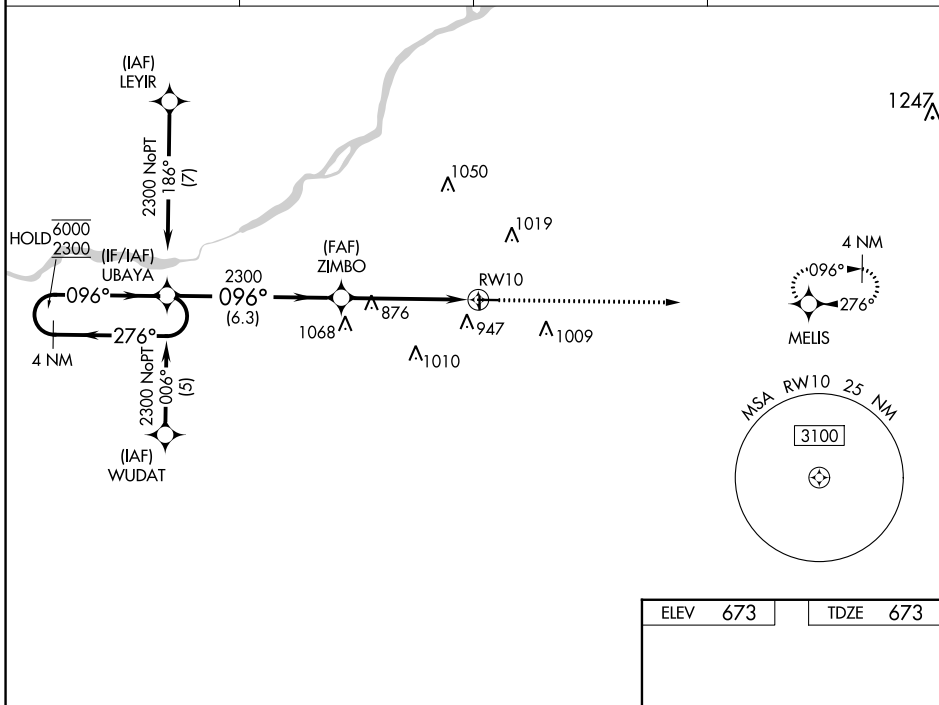 (IAF)
LEYIR
1247
2300 NoPT
186°
(7)
1050
1019
HOLD
6000
2300
(IF/IAF)
UBAYA
(FAF)
ZIMBO
4 NM
096°
2300
096°
(6.3)
RW10
096°
276°
876
1068
947
1009
276°
4 NM
1010
MELIS
2300 NoPT
006°
(5)
(IAF)
WUDAT
MSA RW10 25 NM
3100
ELEV 673
TDZE 673